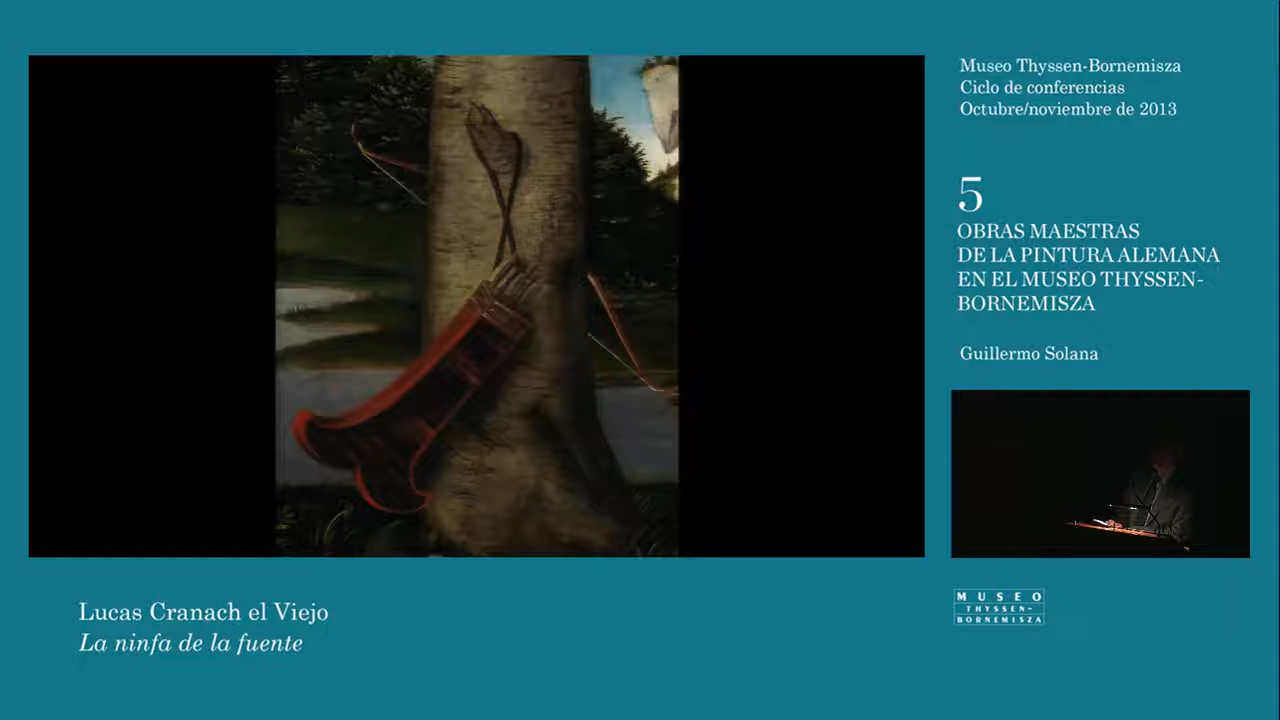 Museo Thyssen-Bornemisza
Ciclo de conferencias
Octubre/noviembre de 2013
5
OBRAS MAESTRAS
DE LA PINTURA ALEMANA
EN EL MUSEO THYSSEN-
BORNEMISZA
Guillermo Solana
Lucas Cranach el Viejo
La ninfa de la fuente
MUSEO
THYSSEN-
BORNEMISZA